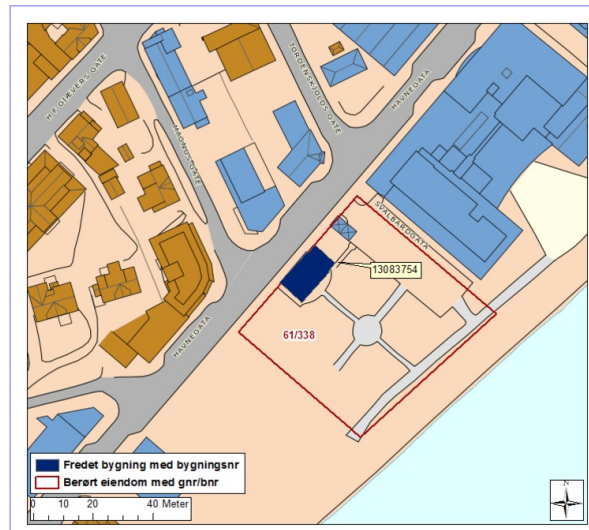 H.F.GIÆVERS GATE
MAGNUS GATE
TORDENSKJOLDS GATE
HAVNEGATA
SVALBARDGATA
13083754
61/338
HAVNEGATA
Fredet bygning med bygningsnr
Berørt eiendom med gnr/bnr
0 10 20 40 Meter
N